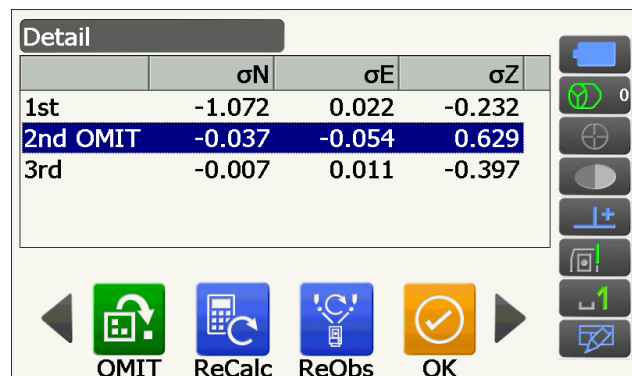 Detail
σN σE σZ
1st -1.072 0.022 -0.232
2nd OMIT -0.037 -0.054 0.629
3rd -0.007 0.011 -0.397
0
1
OMIT ReCalc ReObs OK